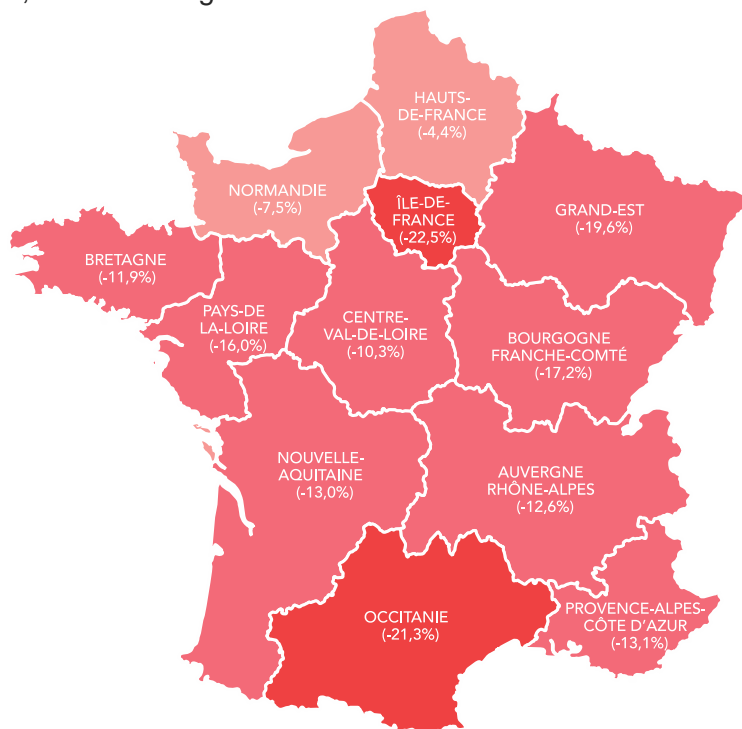 HAUTS-
DE-FRANCE
(-4,4%)
NORMANDIE
(-7,5%)
ÎLE-DE-
FRANCE
(-22,5%)
GRAND-EST
(-19,6%)
BRETAGNE
(-11,9%)
PAYS-DE
LA-LOIRE
(-16,0%)
CENTRE-
VAL-DE-LOIRE
(-10,3%)
BOURGOGNE
FRANCHE-COMTÉ
(-17,2%)
NOUVELLE-
AQUITAINE
(-13,0%)
AUVERGNE
RHÔNE-ALPES
(-12,6%)
OCCITANIE
(-21,3%)
PROVENCE-ALPES-
CÔTE D'AZUR
(-13,1%)